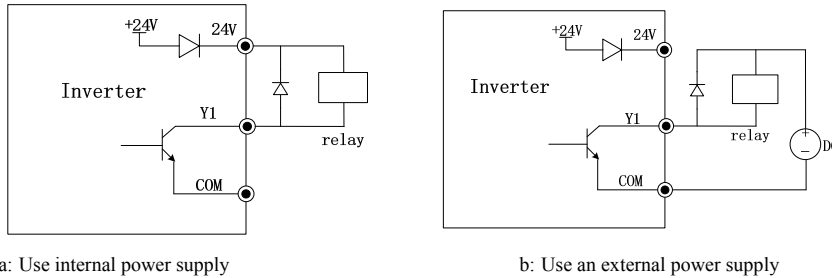 +24V
24V
Inverter
Y1
relay
COM
+24V
24V
Inverter
Y1
relay
COM
a: Use internal power supply
b: Use an external power supply